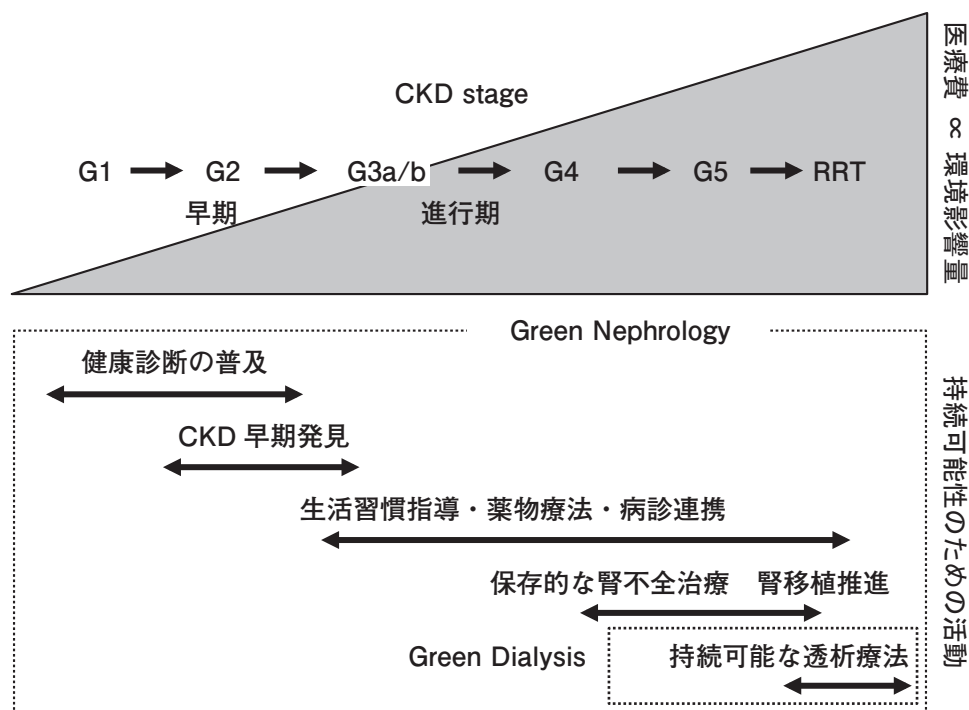 CKD stage
G1 G2 G3a/b G4 G5 RRT
早期 進行期
医療費 ∝ 環境影響量
Green Nephrology
健康診断の普及
CKD 早期発見
生活習慣指導・薬物療法・病診連携
保存的な腎不全治療 腎移植推進
Green Dialysis 持続可能な透析療法
持続可能性のための活動